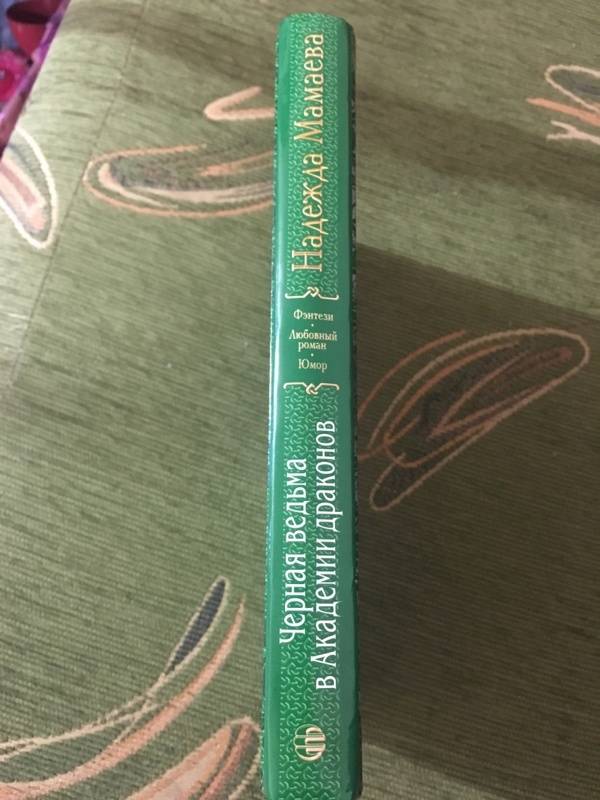 Надежда Мамаева
Фэнтези
•
Любовный
роман
•
Юмор
Черная ведьма
в Академии драконов